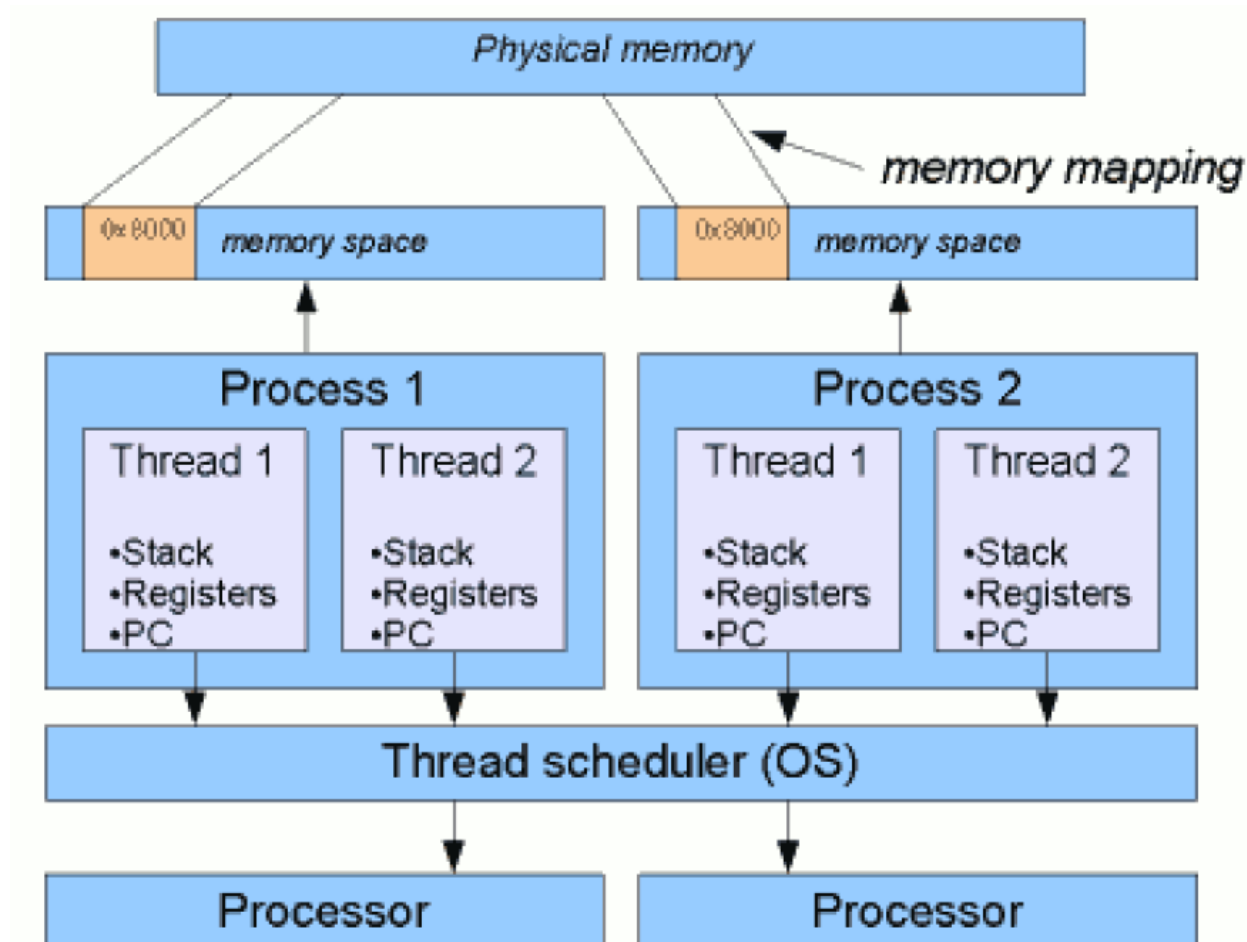 Physical memory
memory mapping
0x8000 memory space
0x8000 memory space
Process 1
Process 2
Thread 1
Thread 2
Thread 1
Thread 2
•Stack
•Registers
•PC
•Stack
•Registers
•PC
•Stack
•Registers
•PC
•Stack
•Registers
•PC
Thread scheduler (OS)
Processor
Processor